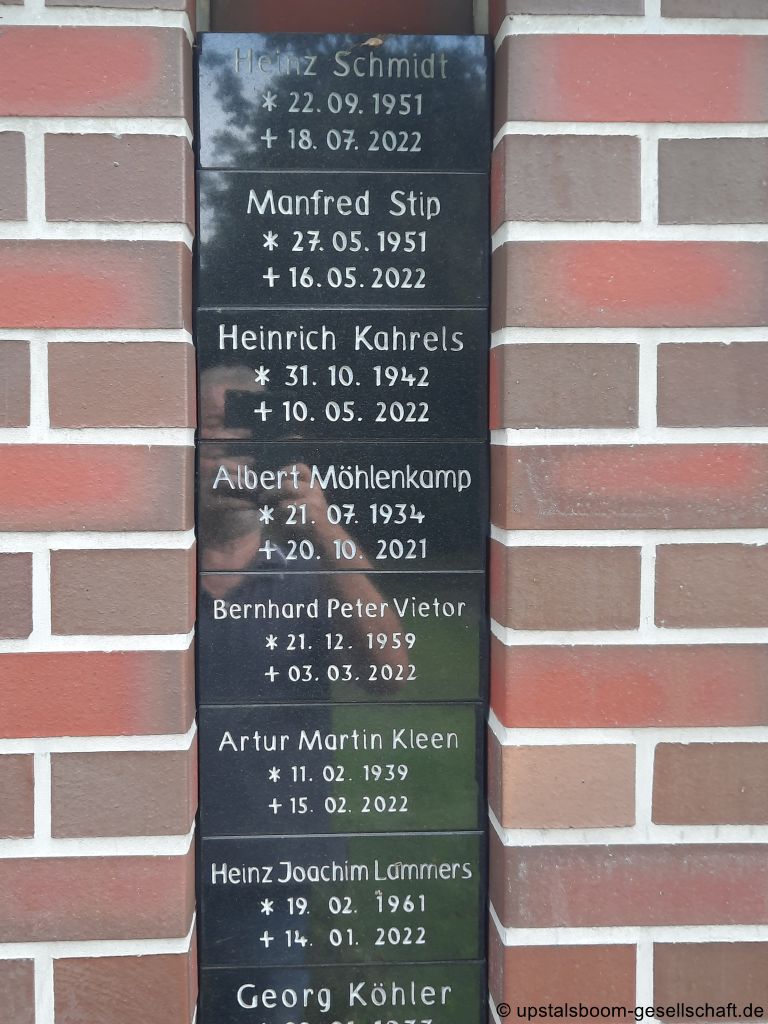 Heinz Schmidt
* 22. 09. 1951
+ 18. 07. 2022
Manfred Stip
* 27. 05. 1951
+ 16. 05. 2022
Heinrich Kahrels
* 31. 10. 1942
+ 10. 05. 2022
Albert Möhlenkamp
* 21. 07. 1934
+ 20. 10. 2021
Bernhard Peter Vietor
* 21. 12. 1959
+ 03. 03. 2022
Artur Martin Kleen
* 11. 02. 1939
+ 15. 02. 2022
Heinz Joachim Lammers
* 19. 02. 1961
+ 14. 01. 2022
Georg Köhler
© upstalsboom-gesellschaft.de